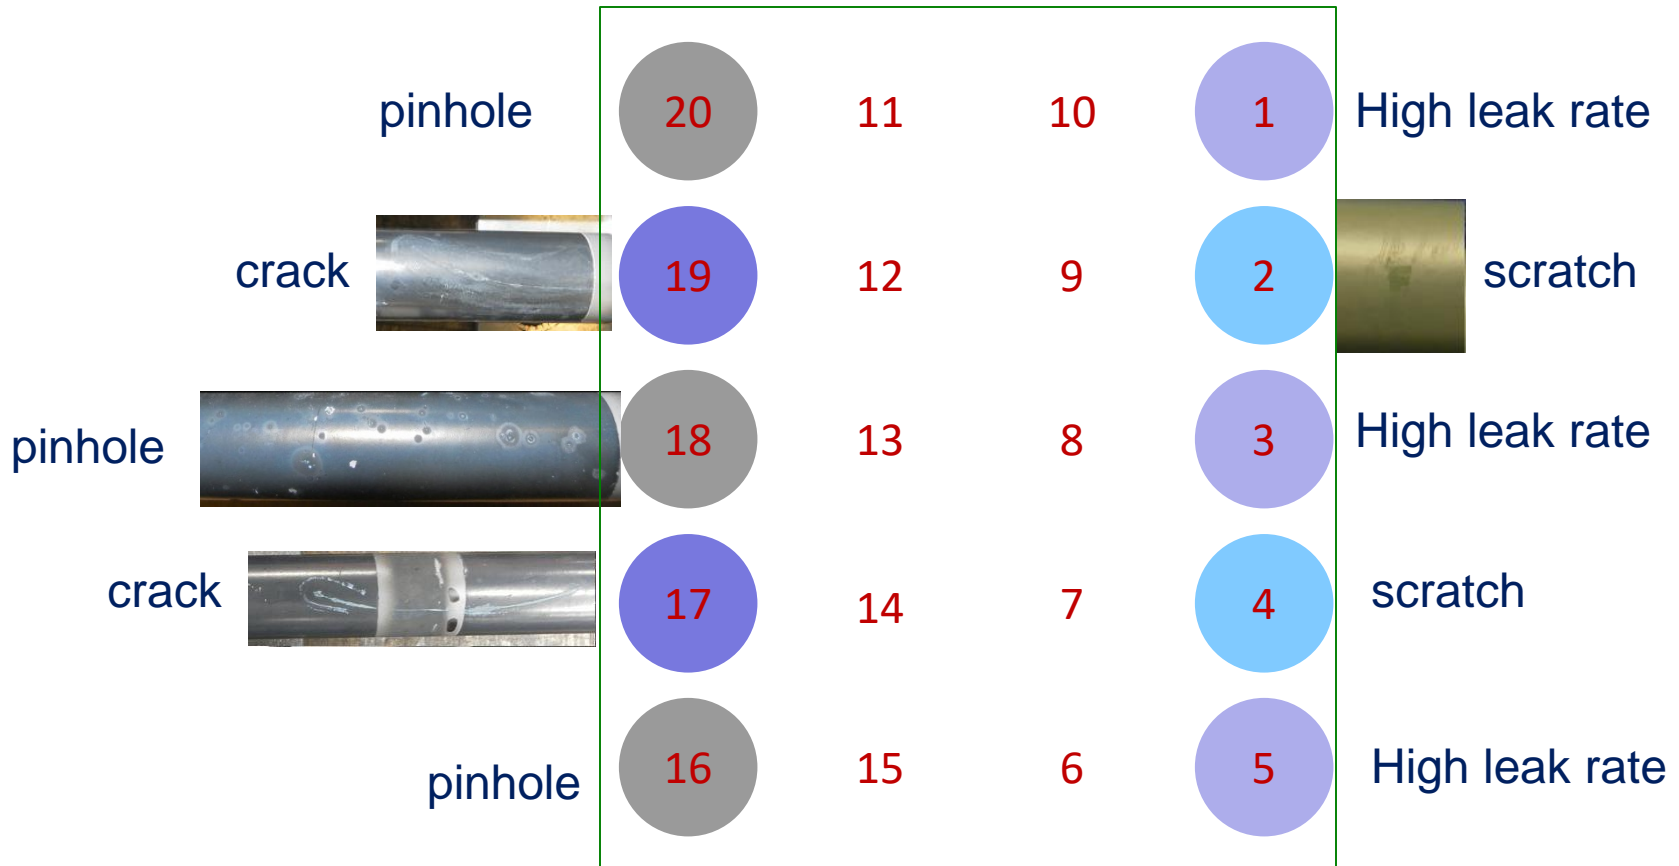 pinhole 20 11 10 1 High leak rate
crack 19 12 9 2 scratch
pinhole 18 13 8 3 High leak rate
crack 17 14 7 4 scratch
pinhole 16 15 6 5 High leak rate